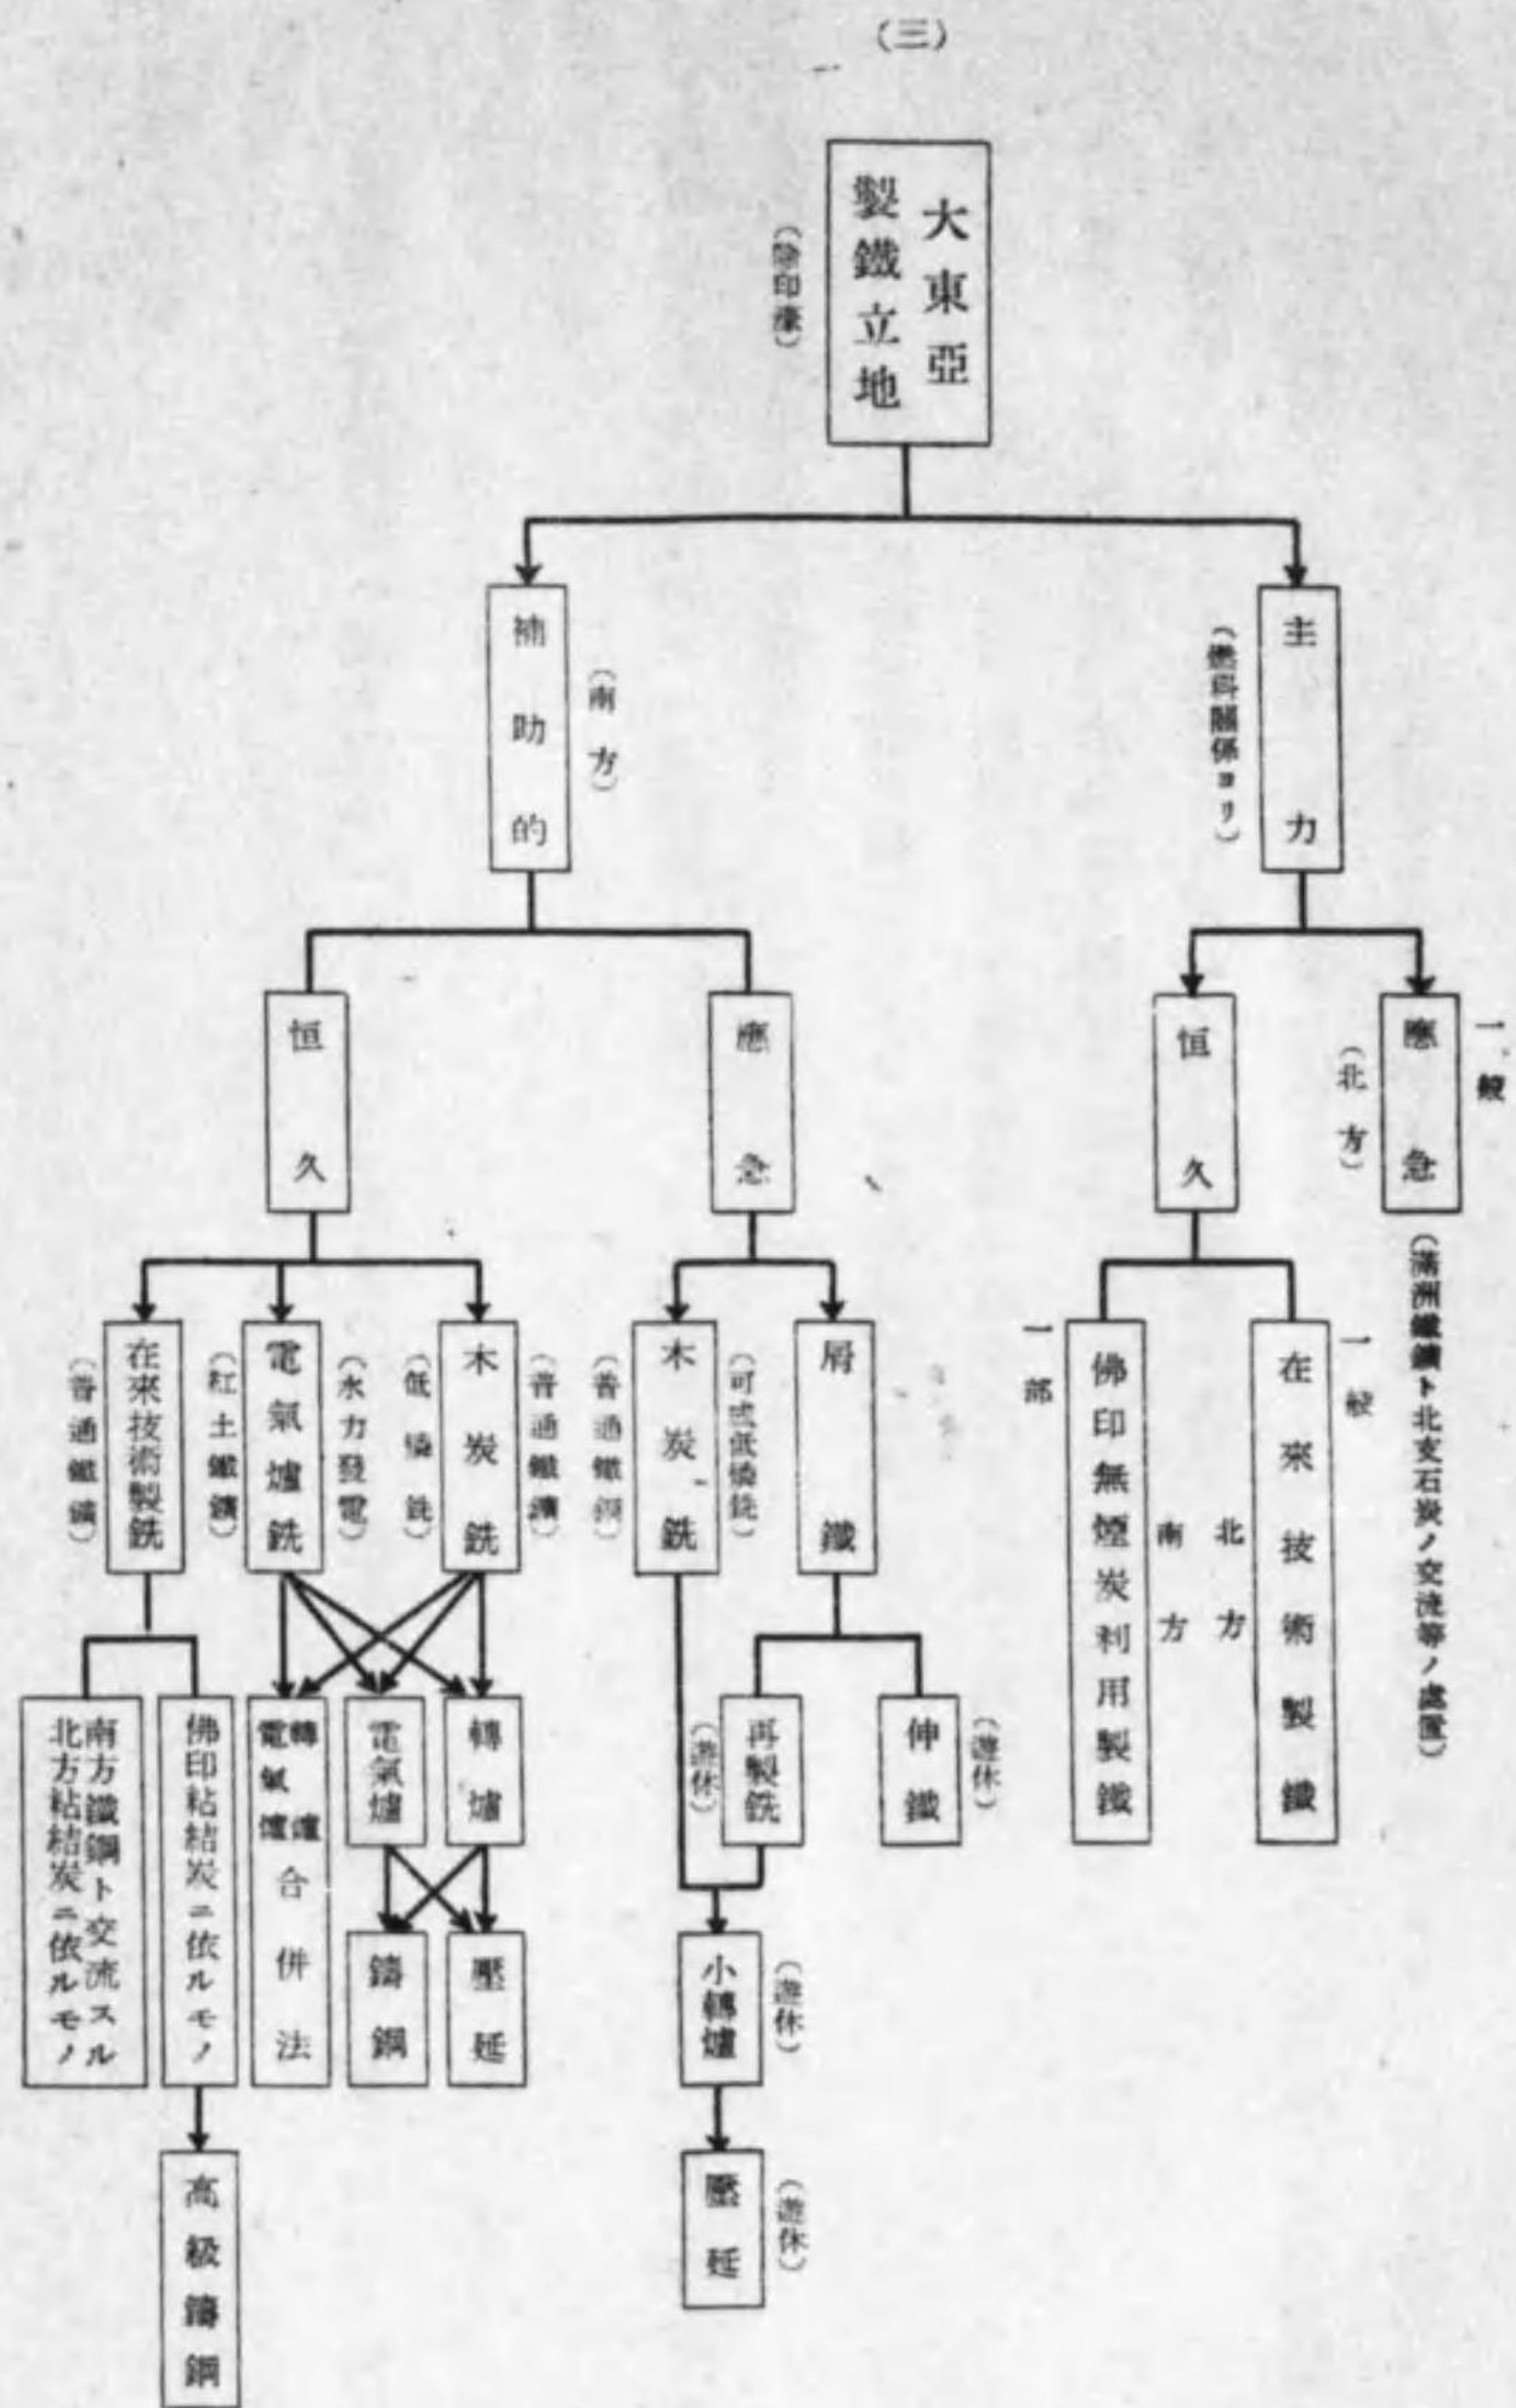 (三)
大東亞
製鐵立地
(除印濠)
主力
(燃料關係ヨリ)
一、般
應急
(北方)
(滿洲鐵鑛ト北支石炭ノ交流等ノ處置)
恒久
一般
在來技術製鐵
北方
南方
佛印無煙炭利用製鐵
一部
(南方)
補助的
應急
屑鐵
(遊休)
伸鐵
再製銑
(遊休)
(可成低燐銑)
木炭銑
(普通鐵鑛)
(遊休)
小轉爐
(遊休)
壓延
恒久
(普通鐵鑛)
木炭銑
(低燐銑)
(水力發電)
電氣爐銑
(紅土鐵鑛)
在來技術製銑
(普通鐵鑛)
轉爐
電氣爐
轉爐
電氣爐
合併法
壓延
鑄鋼
佛印粘結炭ニ依ルモノ
南方鐵鋼ト交流スル
北方粘結炭ニ依ルモノ
高級鑄鋼